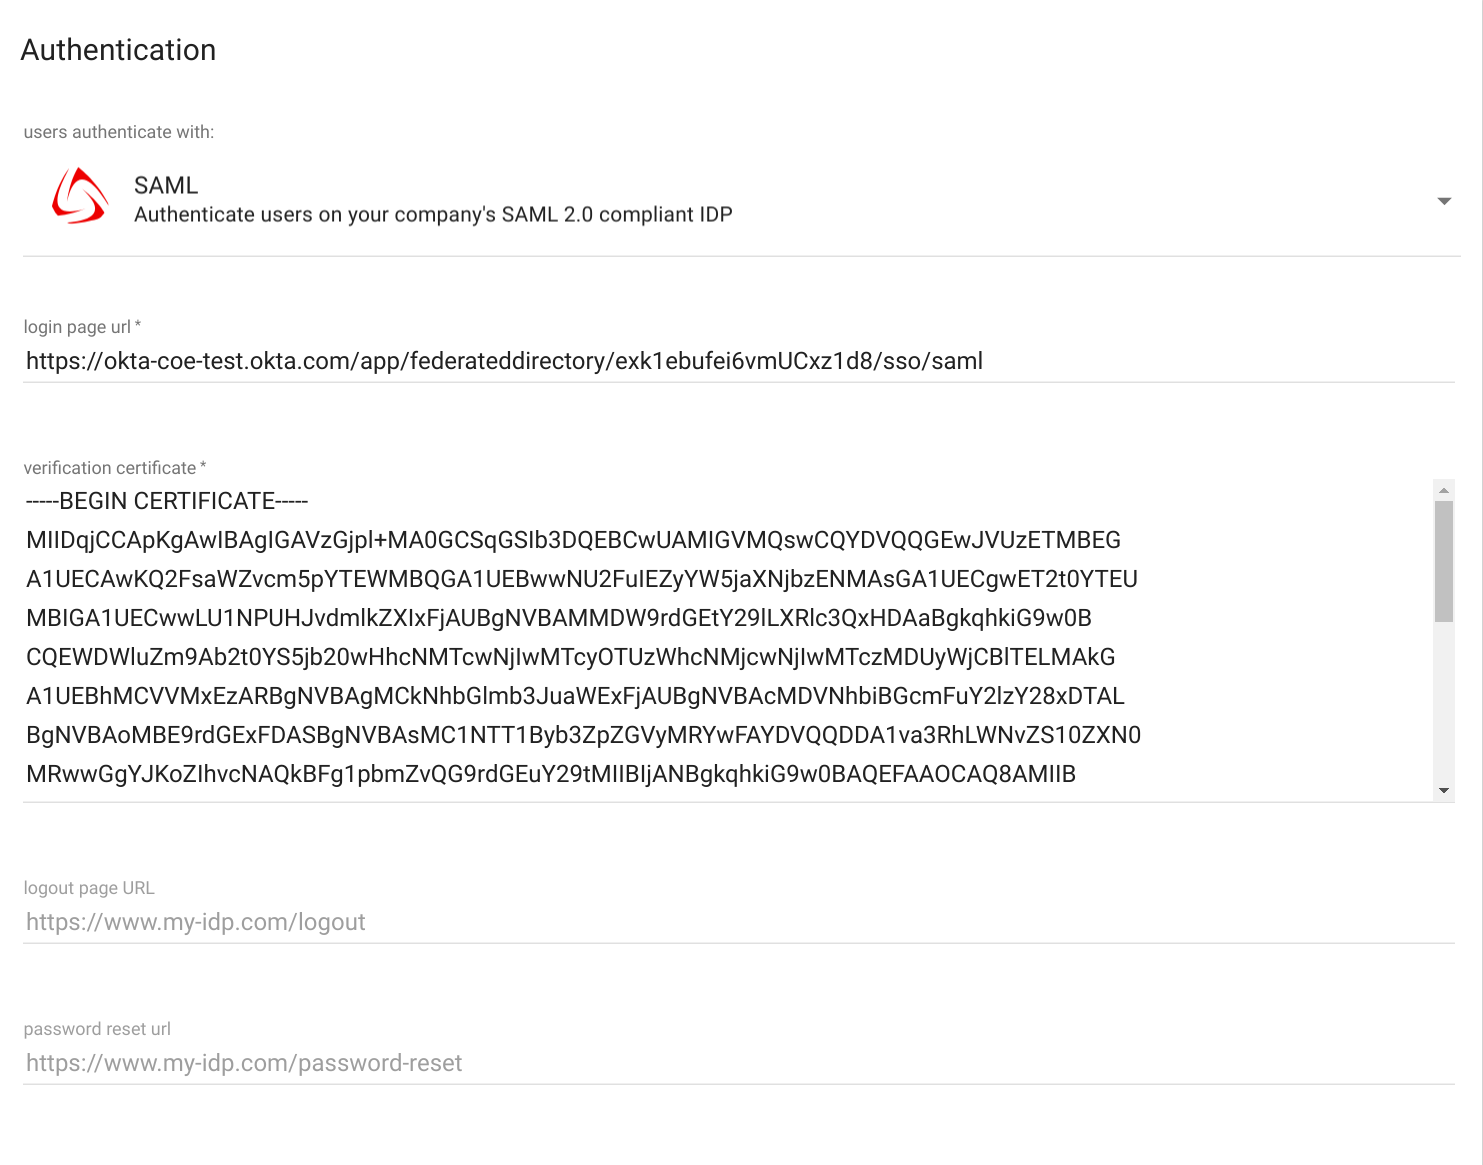 Authentication
users authenticate with:
SAML
Authenticate users on your company's SAML 2.0 compliant IDP
login page url *
https://okta-coe-test.okta.com/app/federateddirectory/exk1ebufei6vmUCxz1d8/sso/saml
verification certificate *
-----BEGIN CERTIFICATE-----
MIIDqjCCApKgAwIBAgIGAVzGjpl+MA0GCSqGSIb3DQEBCwUAMIGVMQswCQYDVQQGEwJVUzETMBEG
A1UECAwKQ2FsaWZvcm5pYTEWMBQGA1UEBwwNU2FuIEZyYW5jaXNjbzENMAsGA1UECgwET2t0YTEU
MBIGA1UECwwLU1NPUHJvdmlkZXIxFjAUBgNVBAMMDW9rdGEtY29lLXRlc3QxHDAaBgkqhkiG9w0B
CQEWDWluZm9Ab2t0YS5jb20wHhcNMTcwNjIwMTcyOTUzWhcNMjcwNjIwMTczMDUyWjCBlTELMAkG
A1UEBhMCVVMxEzARBgNVBAgMCkNhbGlmb3JuaWExFjAUBgNVBAcMDVNhbiBGcmFuY2lzY28xDTAL
BgNVBAoMBE9rdGExFDASBgNVBAsMC1NTT1Byb3ZpZGVyMRYwFAYDVQQDDA1va3RhLWNvZS10ZXN0
MRwwGgYJKoZIhvcNAQkBFg1pbmZvQG9rdGEuY29tMIIBIjANBgkqhkiG9w0BAQEFAAOCAQ8AMIIB
logout page URL
https://www.my-idp.com/logout
password reset url
https://www.my-idp.com/password-reset